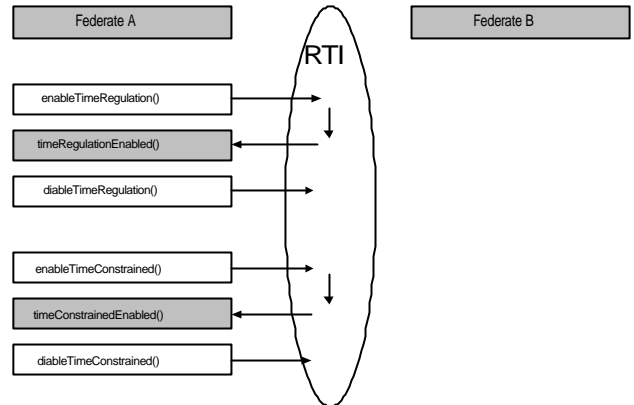 Federate A
Federate B
RTI
enableTimeRegulation()
timeRegulationEnabled()
diableTimeRegulation()
enableTimeConstrained()
timeConstrainedEnabled()
diableTimeConstrained()